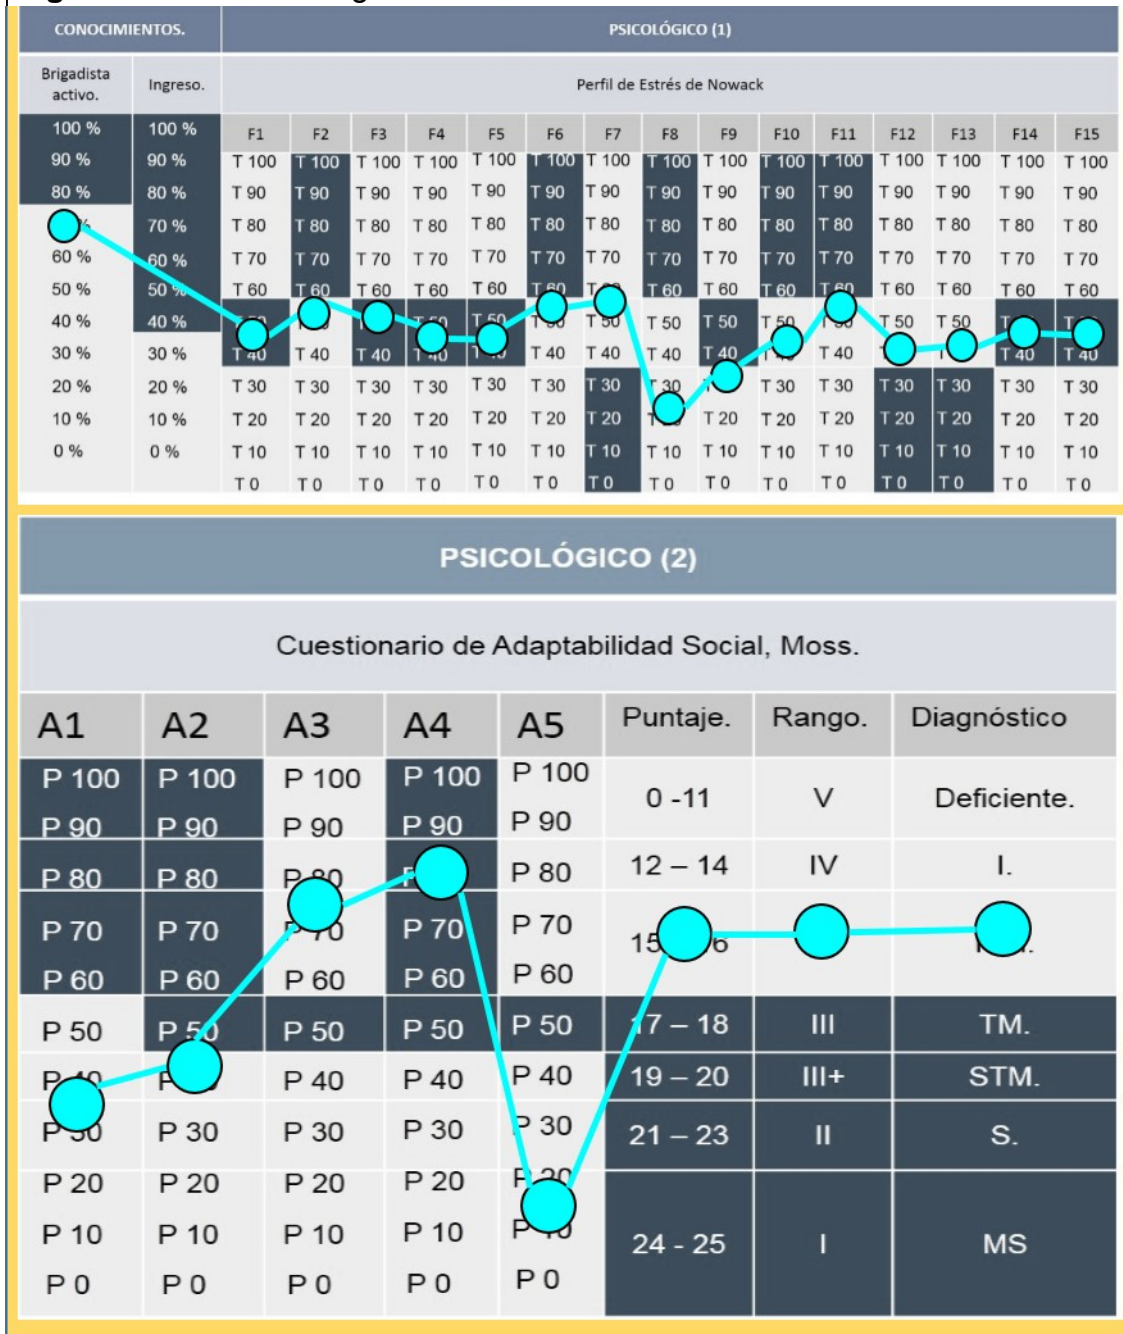 CONOCIMIENTOS. PSICOLÓGICO (1)
Brigadista activo. Ingreso. Perfil de Estrés de Nowack
100 % 100 % F1 F2 F3 F4 F5 F6 F7 F8 F9 F10 F11 F12 F13 F14 F15
90 % 90 % T 100 T 100 T 100 T 100 T 100 T 100 T 100 T 100 T 100 T 100 T 100 T 100 T 100 T 100 T 100
80 % 80 % T 90 T 90 T 90 T 90 T 90 T 90 T 90 T 90 T 90 T 90 T 90 T 90 T 90 T 90 T 90
70 % T 80 T 80 T 80 T 80 T 80 T 80 T 80 T 80 T 80 T 80 T 80 T 80 T 80 T 80 T 80
60 % 60 % T 70 T 70 T 70 T 70 T 70 T 70 T 70 T 70 T 70 T 70 T 70 T 70 T 70 T 70 T 70
50 % 50 % T 60 T 60 T 60 T 60 T 60 T 60 T 60 T 60 T 60 T 60 T 60 T 60 T 60 T 60
40 % 40 % T 50 T 50 T 50 T 50 T 50 T 50 T 50
30 % 30 % T 40 T 40 T 40 T 40 T 40 T 40 T 40 T 40 T 40 T 40 T 40
20 % 20 % T 30 T 30 T 30 T 30 T 30 T 30 T 30 T 30 T 30 T 30 T 30 T 30 T 30 T 30
10 % 10 % T 20 T 20 T 20 T 20 T 20 T 20 T 20 T 20 T 20 T 20 T 20 T 20 T 20 T 20
0 % 0 % T 10 T 10 T 10 T 10 T 10 T 10 T 10 T 10 T 10 T 10 T 10 T 10 T 10 T 10 T 10
T 0 T 0 T 0 T 0 T 0 T 0 T 0 T 0 T 0 T 0 T 0 T 0 T 0 T 0 T 0
PSICOLÓGICO (2)
Cuestionario de Adaptabilidad Social, Moss.
A1 A2 A3 A4 A5 Puntaje. Rango. Diagnóstico
P 100 P 100 P 100 P 100 P 100 0 -11 V Deficiente.
P 90 P 90 P 90 P 90 P 90
P 80 P 80 P 80 P 80 12 – 14 IV I.
P 70 P 70 P 70 P 70 P 70
P 60 P 60 P 60 P 60 P 60
P 50 P 50 P 50 P 50 P 50 17 – 18 III TM.
P 40 P 40 P 40 P 40 19 – 20 III+ STM.
P 30 P 30 P 30 P 30 P 30 21 – 23 II S.
P 20 P 20 P 20 P 20 P 20
P 10 P 10 P 10 P 10 P 10 24 - 25 I MS
P 0 P 0 P 0 P 0 P 0